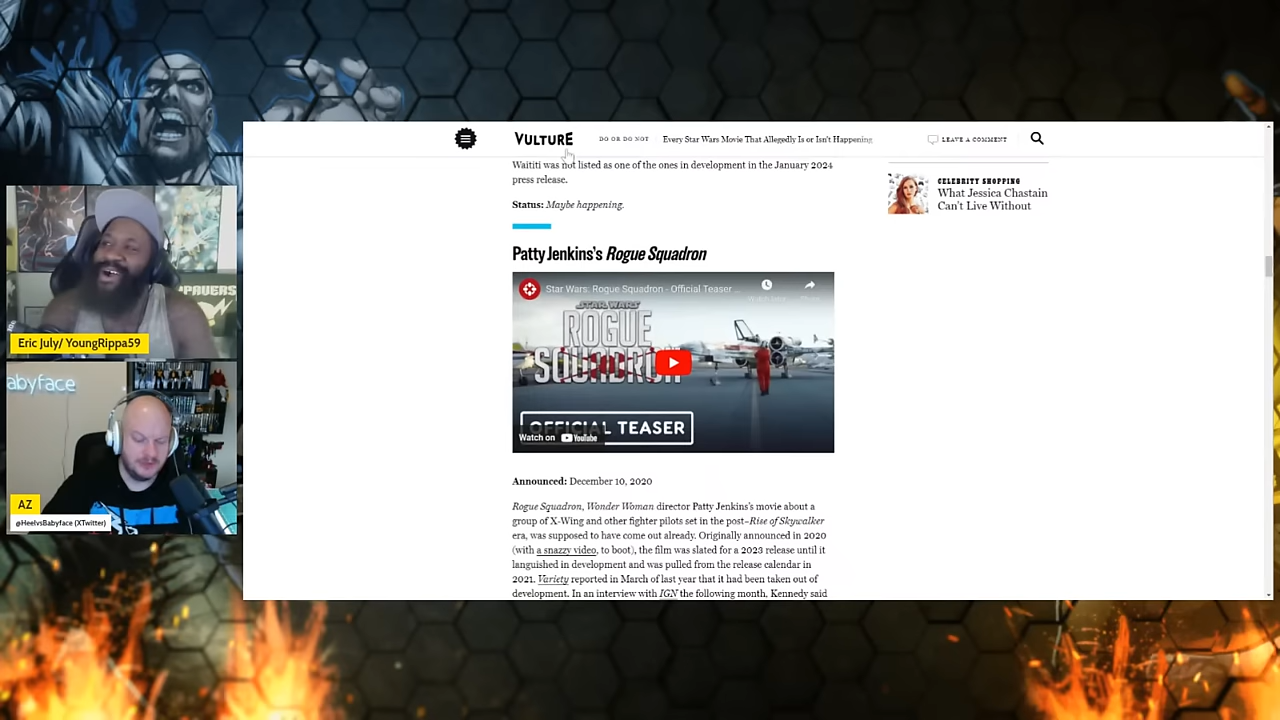 VULTURE
DO OR DO NOT
Every Star Wars Movie That Allegedly Is or Isn't Happening
LEAVE A COMMENT
Waititi was not listed as one of the ones in development in the January 2024
press release.
Status: Maybe happening.
CELEBRITY SHOPPING
What Jessica Chastain
Can't Live Without
Patty Jenkins's Rogue Squadron
Star Wars: Rogue Squadron - Official Teaser ...
STAR WARS
ROGUE
SQUADRON
OFFICIAL TEASER
Watch on YouTube
Announced: December 10, 2020
Rogue Squadron, Wonder Woman director Patty Jenkins's movie about a
group of X-Wing and other fighter pilots set in the post–Rise of Skywalker
era, was supposed to have come out already. Originally announced in 2020
(with a snazzy video, to boot), the film was slated for a 2023 release until it
languished in development and was pulled from the release calendar in
2021. Variety reported in March of last year that it had been taken out of
development. In an interview with IGN the following month, Kennedy said
Eric July/ YoungRippa59
abyface
AZ
@HeelvsBabyface (XTwitter)